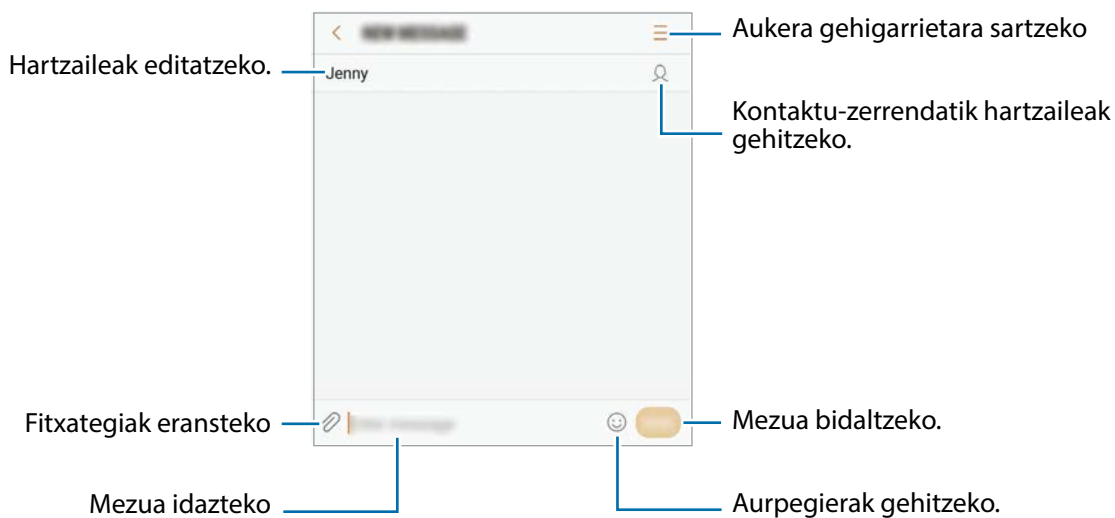 Aukera gehigarrietara sartzeko
Hartzaileak editatzeko.
Jenny
Kontaktu-zerrendatik hartzaileak
gehitzeko.
Fitxategiak eransteko
Mezua bidaltzeko.
Mezua idazteko
Aurpegierak gehitzeko.